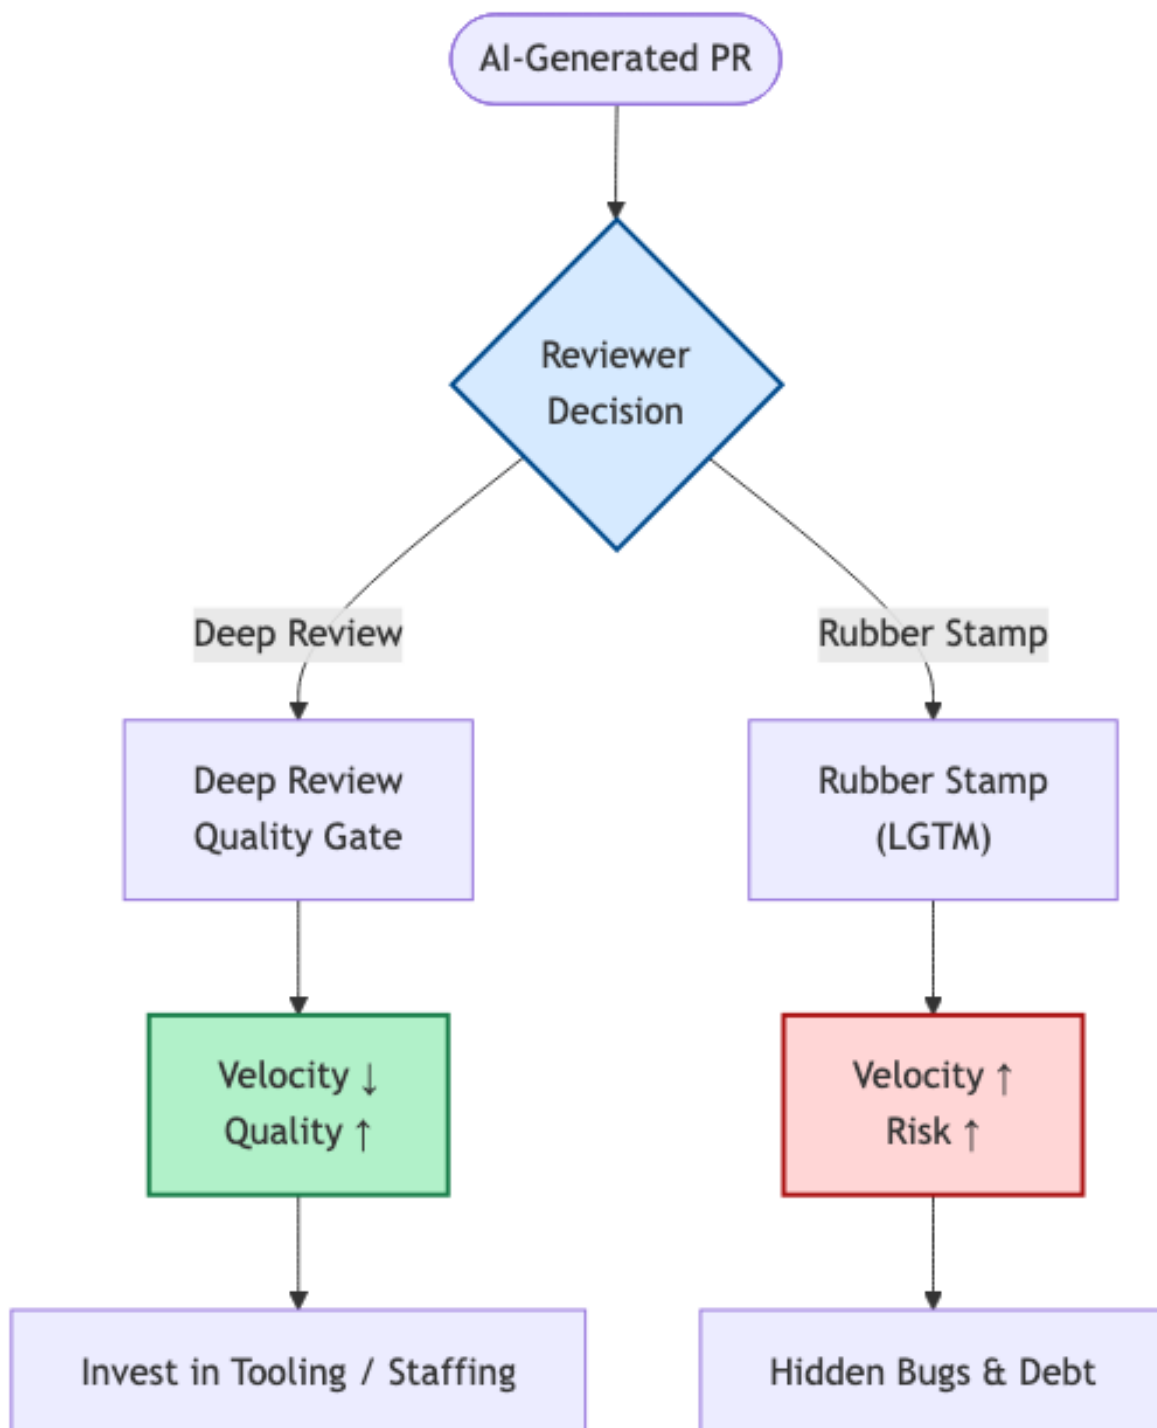 AI-Generated PR
Reviewer
Decision
Deep Review
Rubber Stamp
Deep Review
Quality Gate
Rubber Stamp
(LGTM)
Velocity ↓
Quality ↑
Velocity ↑
Risk ↑
Invest in Tooling / Staffing
Hidden Bugs & Debt